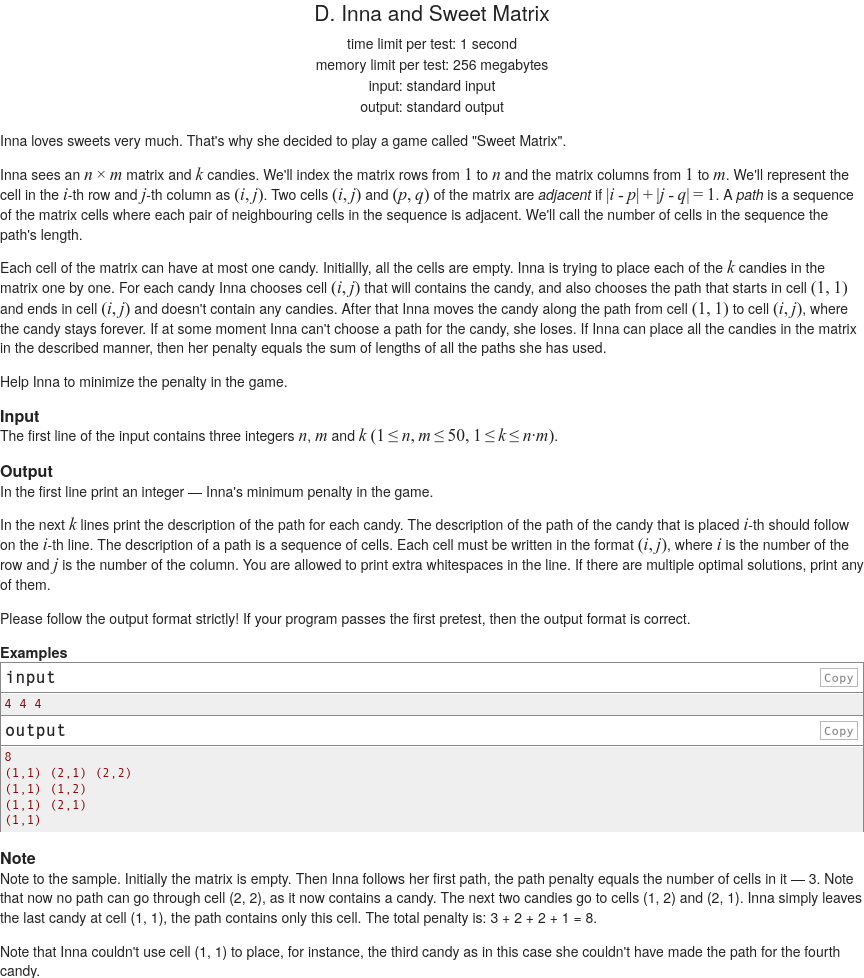 D. Inna and Sweet Matrix
time limit per test: 1 second
memory limit per test: 256 megabytes
input: standard input
output: standard output
Inna loves sweets very much. That's why she decided to play a game called "Sweet Matrix".
Inna sees an n × m matrix and k candies. We'll index the matrix rows from 1 to n and the matrix columns from 1 to m. We'll represent the
cell in the i-th row and j-th column as (i, j). Two cells (i, j) and (p, q) of the matrix are adjacent if |i - p| + |j - q| = 1. A path is a sequence
of the matrix cells where each pair of neighbouring cells in the sequence is adjacent. We'll call the number of cells in the sequence the
path's length.
Each cell of the matrix can have at most one candy. Initiallly, all the cells are empty. Inna is trying to place each of the k candies in the
matrix one by one. For each candy Inna chooses cell (i, j) that will contains the candy, and also chooses the path that starts in cell (1, 1)
and ends in cell (i, j) and doesn't contain any candies. After that Inna moves the candy along the path from cell (1, 1) to cell (i, j), where
the candy stays forever. If at some moment Inna can't choose a path for the candy, she loses. If Inna can place all the candies in the matrix
in the described manner, then her penalty equals the sum of lengths of all the paths she has used.
Help Inna to minimize the penalty in the game.
Input
The first line of the input contains three integers n, m and k (1 ≤ n, m ≤ 50, 1 ≤ k ≤ n·m).
Output
In the first line print an integer — Inna's minimum penalty in the game.
In the next k lines print the description of the path for each candy. The description of the path of the candy that is placed i-th should follow
on the i-th line. The description of a path is a sequence of cells. Each cell must be written in the format (i, j), where i is the number of the
row and j is the number of the column. You are allowed to print extra whitespaces in the line. If there are multiple optimal solutions, print any
of them.
Please follow the output format strictly! If your program passes the first pretest, then the output format is correct.
Examples
input Copy
4 4 4
output Copy
8
(1,1) (2,1) (2,2)
(1,1) (1,2)
(1,1) (2,1)
(1,1)
Note
Note to the sample. Initially the matrix is empty. Then Inna follows her first path, the path penalty equals the number of cells in it — 3. Note
that now no path can go through cell (2, 2), as it now contains a candy. The next two candies go to cells (1, 2) and (2, 1). Inna simply leaves
the last candy at cell (1, 1), the path contains only this cell. The total penalty is: 3 + 2 + 2 + 1 = 8.
Note that Inna couldn't use cell (1, 1) to place, for instance, the third candy as in this case she couldn't have made the path for the fourth
candy.